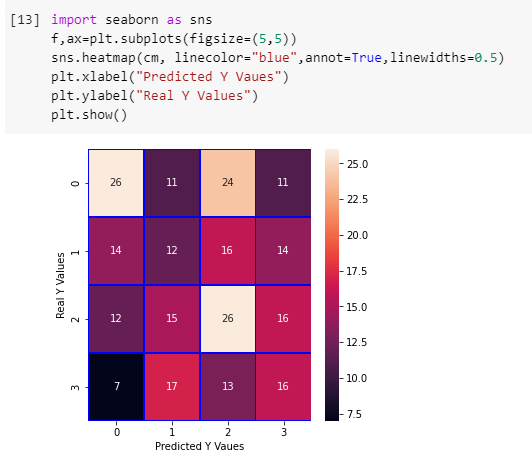 [13] import seaborn as sns
f,ax=plt.subplots(figsize=(5,5))
sns.heatmap(cm, linecolor="blue",annot=True,linewidths=0.5)
plt.xlabel("Predicted Y Vaues")
plt.ylabel("Real Y Values")
plt.show()
0 26 11 24 11
1 14 12 16 14
2 12 15 26 16
3 7 17 13 16
0 1 2 3
Predicted Y Vaues
Real Y Values
25.0
22.5
20.0
17.5
15.0
12.5
10.0
7.5